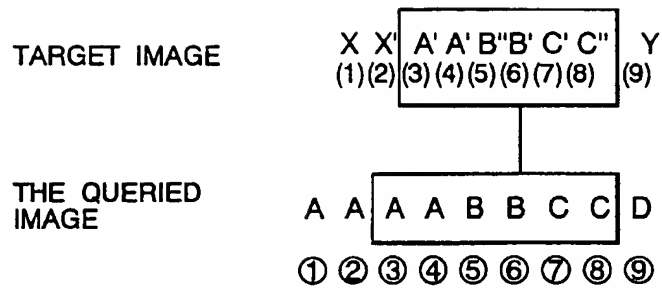 TARGET IMAGE
X X' A' A' B"B' C' C" Y
(1)(2)(3)(4)(5)(6)(7)(8)(9)
THE QUERIED
IMAGE
A A A A B B C C D
① ② ③ ④ ⑤ ⑥ ⑦ ⑧ ⑨